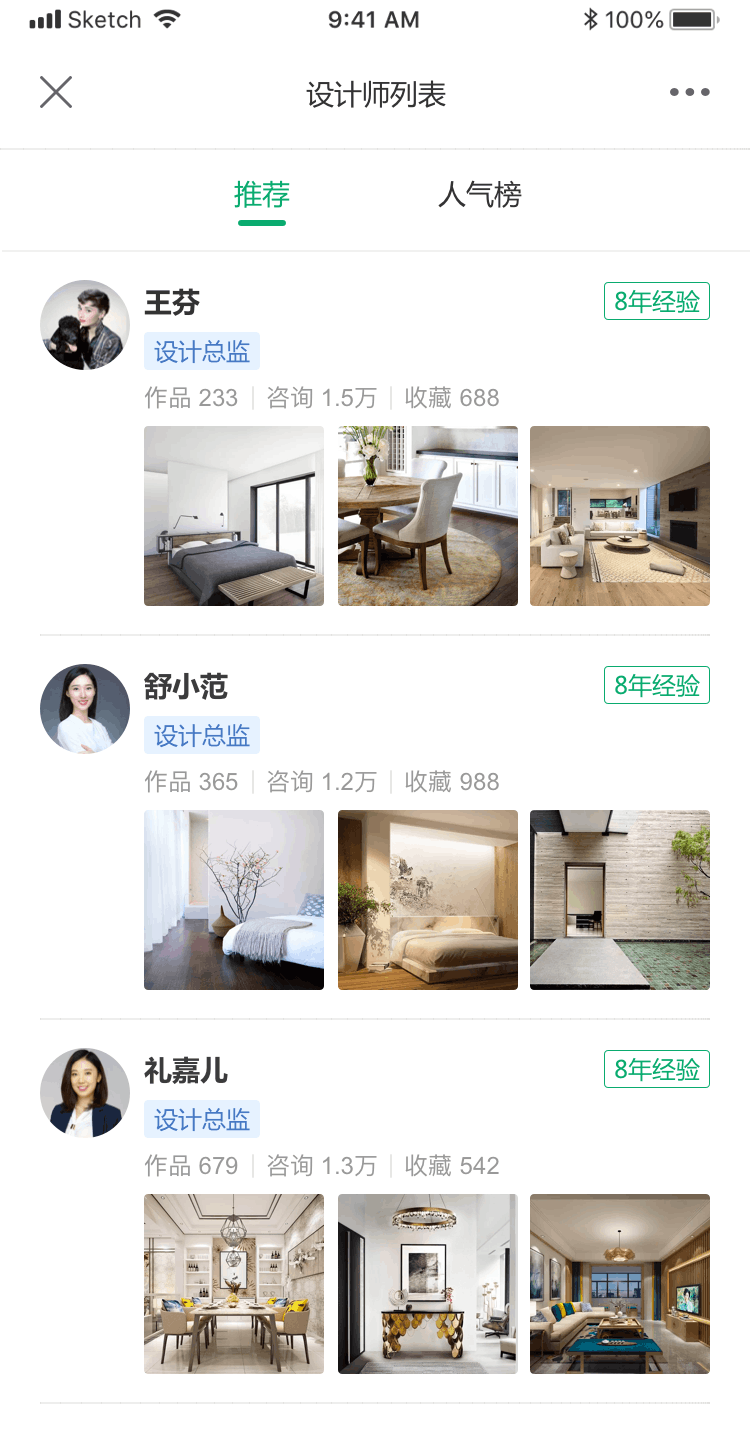 Sketch 9:41 AM 100%
设计师列表
推荐 人气榜
王芬 8年经验
设计总监
作品 233 咨询 1.5万 收藏 688
舒小范 8年经验
设计总监
作品 365 咨询 1.2万 收藏 988
礼嘉儿 8年经验
设计总监
作品 679 咨询 1.3万 收藏 542